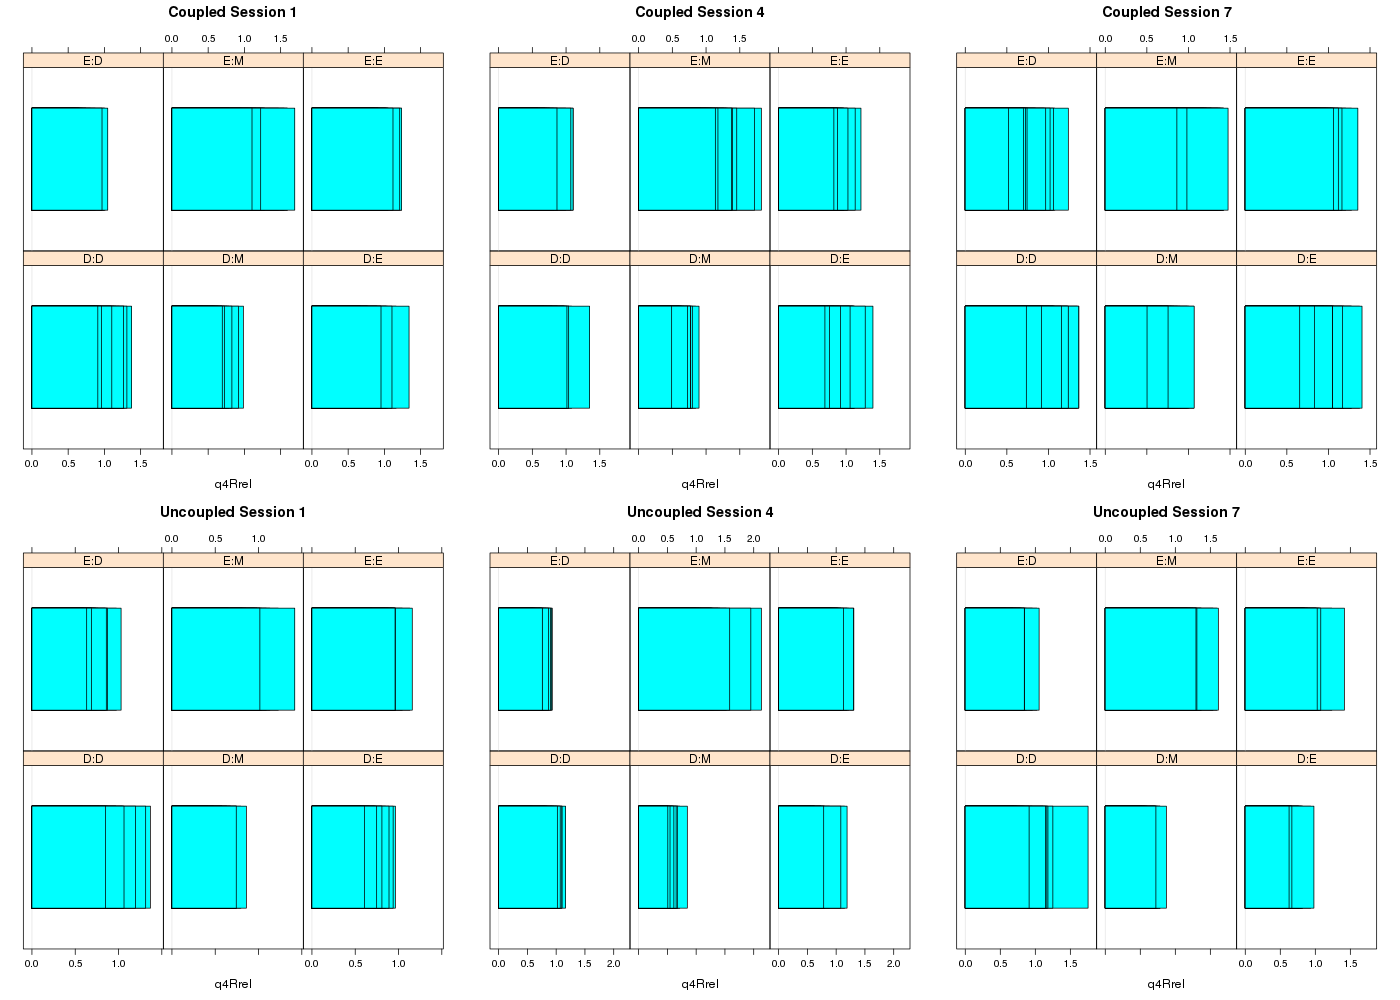 Coupled Session 1
0.0 0.5 1.0 1.5
E:D E:M E:E
D:D D:M D:E
0.0 0.5 1.0 1.5 0.0 0.5 1.0 1.5
q4Rrel
Coupled Session 4
0.0 0.5 1.0 1.5
E:D E:M E:E
D:D D:M D:E
0.0 0.5 1.0 1.5 0.0 0.5 1.0 1.5
q4Rrel
Coupled Session 7
0.0 0.5 1.0 1.5
E:D E:M E:E
D:D D:M D:E
0.0 0.5 1.0 1.5 0.0 0.5 1.0 1.5
q4Rrel
Uncoupled Session 1
0.0 0.5 1.0
E:D E:M E:E
D:D D:M D:E
0.0 0.5 1.0 0.0 0.5 1.0
q4Rrel
Uncoupled Session 4
0.0 0.5 1.0 1.5 2.0
E:D E:M E:E
D:D D:M D:E
0.0 0.5 1.0 1.5 2.0 0.0 0.5 1.0 1.5 2.0
q4Rrel
Uncoupled Session 7
0.0 0.5 1.0 1.5
E:D E:M E:E
D:D D:M D:E
0.0 0.5 1.0 1.5 0.0 0.5 1.0 1.5
q4Rrel